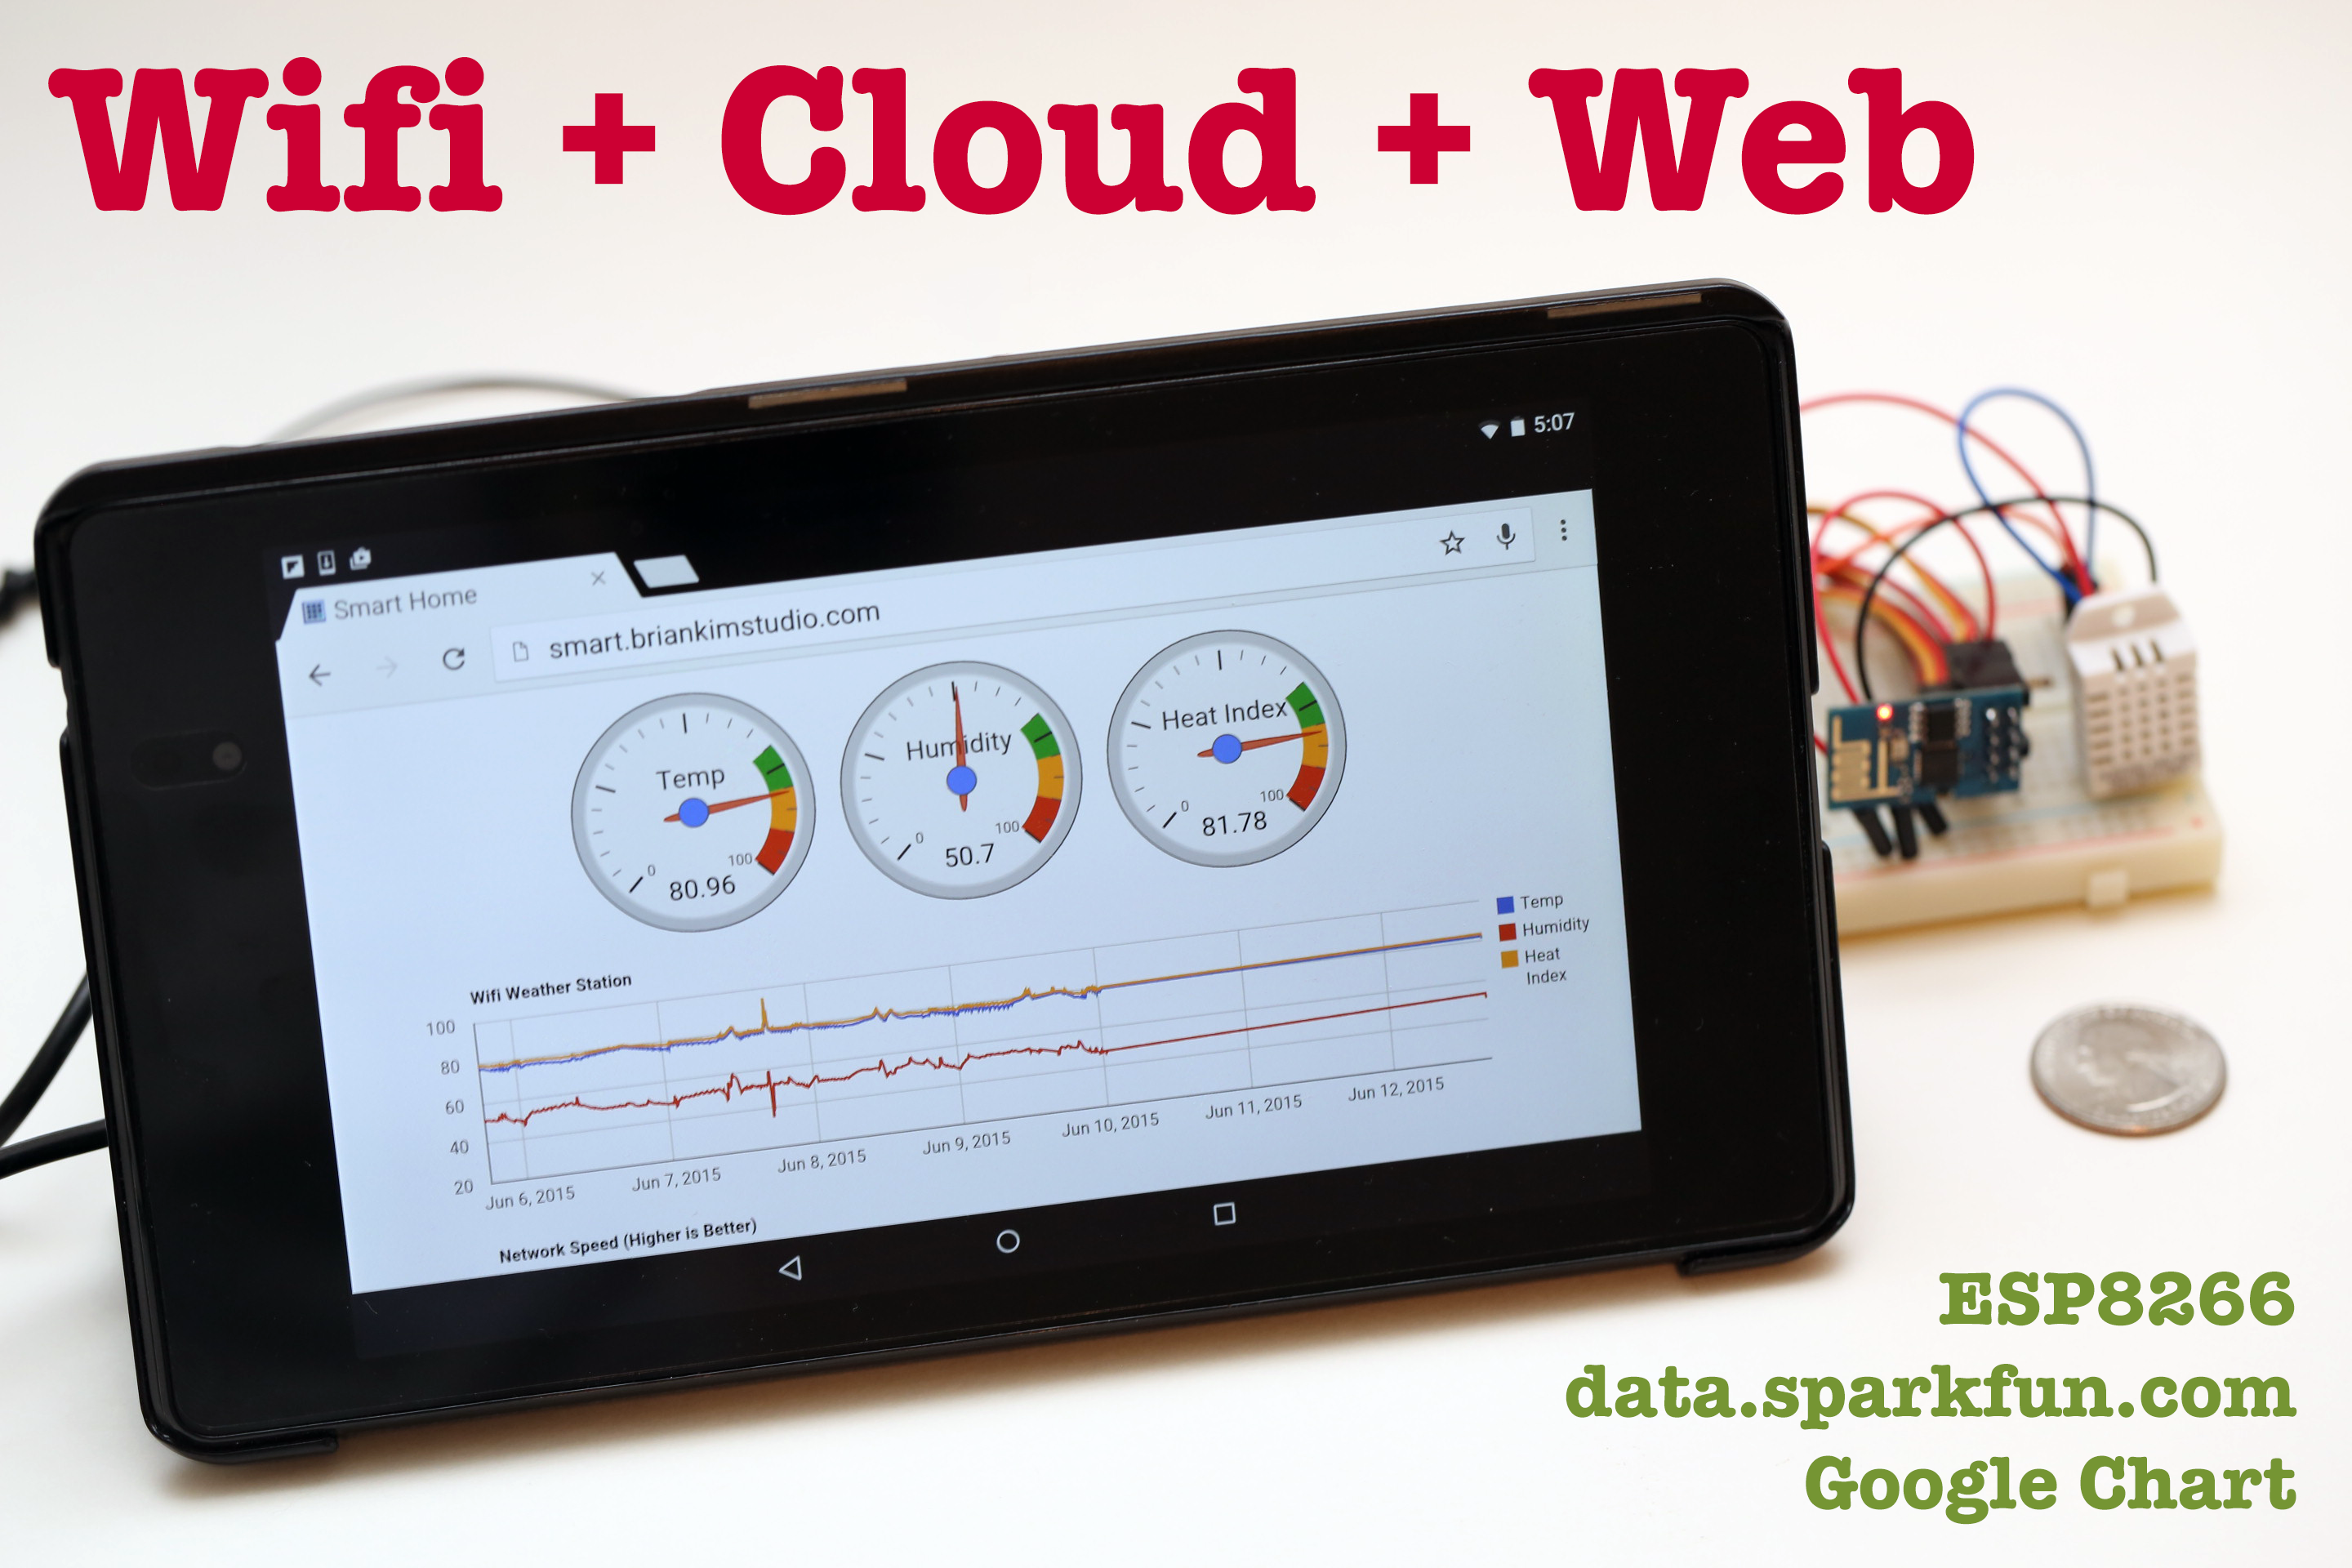 Wifi + Cloud + Web
5:07
Smart Home
smart.briankimstudio.com
Temp
0
100
80.96
Humidity
0
100
50.7
Heat Index
0
100
81.78
Wifi Weather Station
100
80
60
40
20
Jun 6, 2015
Jun 7, 2015
Jun 8, 2015
Jun 9, 2015
Jun 10, 2015
Jun 11, 2015
Jun 12, 2015
Temp
Humidity
Heat
Index
Network Speed (Higher is Better)
ESP8266
data.sparkfun.com
Google Chart